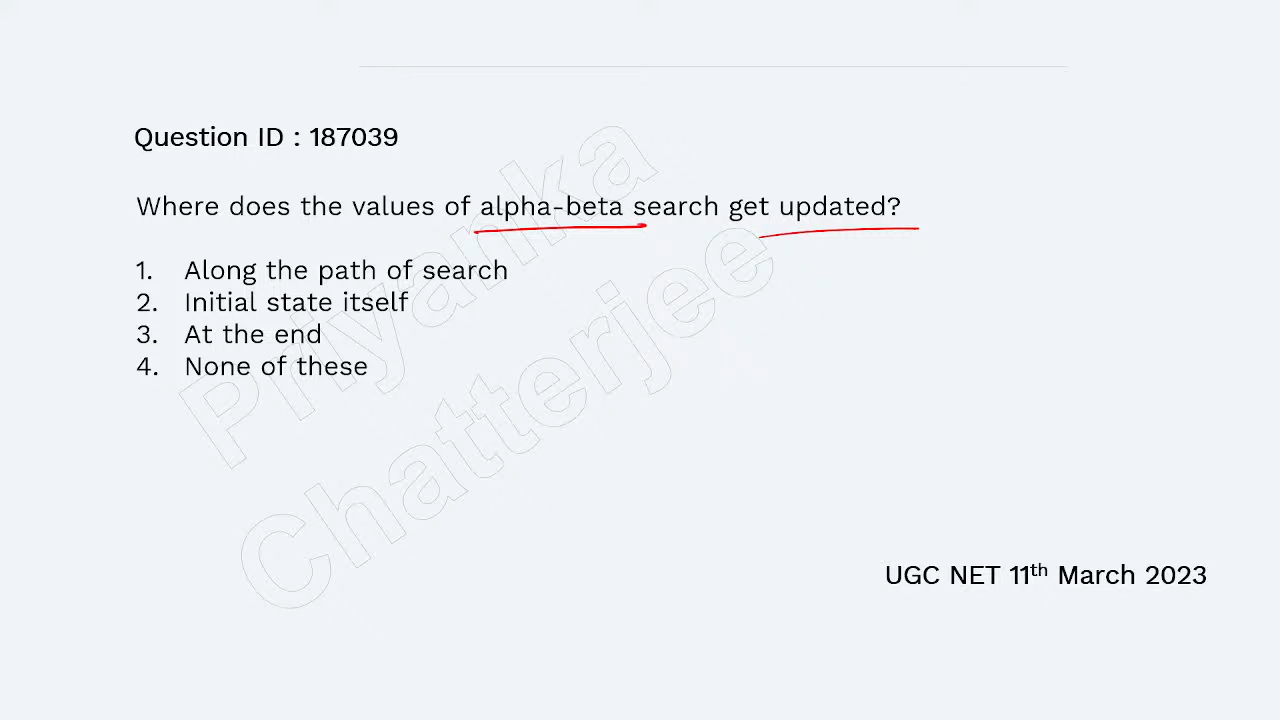 Question ID : 187039
Where does the values of alpha-beta search get updated?
1. Along the path of search
2. Initial state itself
3. At the end
4. None of these
Priyanka
Chatterjee
UGC NET 11th March 2023